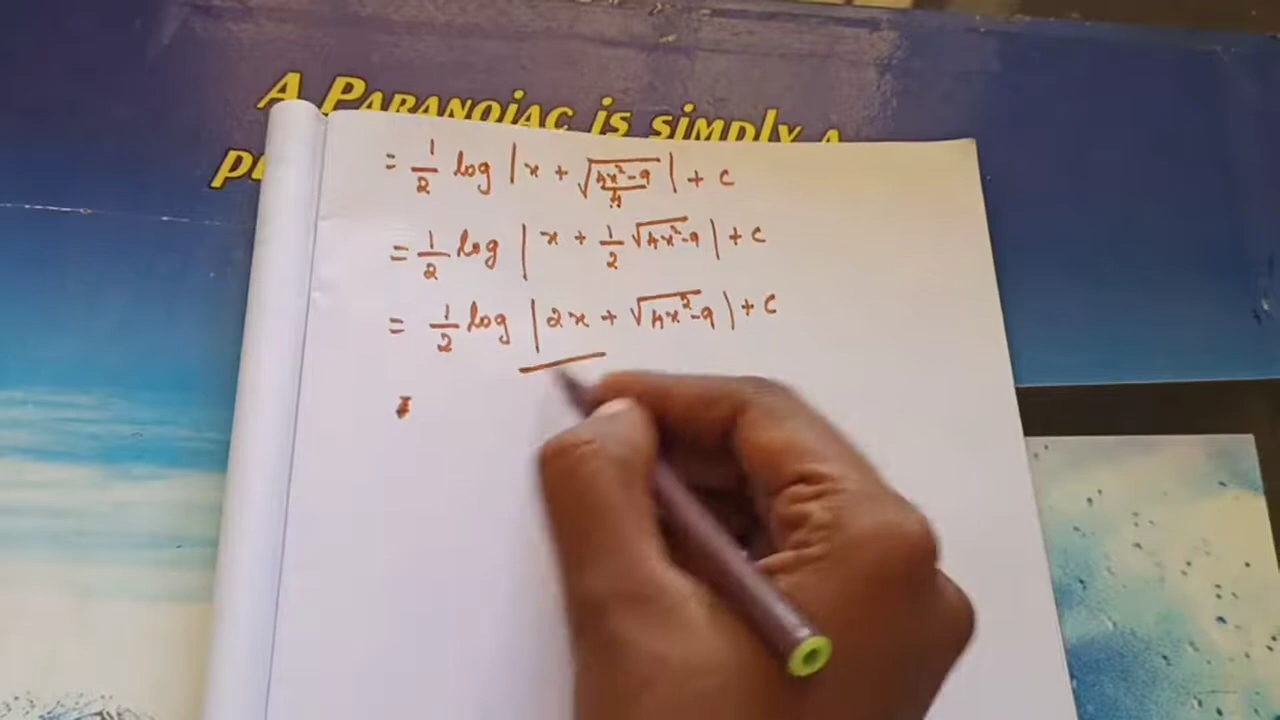 A PARANOiAC iS SiMPLY A
= 1/2 log |x + √((4x²-9)/4)| + c
= 1/2 log |x + 1/2 √(4x²-9)| + c
= 1/2 log |2x + √(4x²-9)| + c